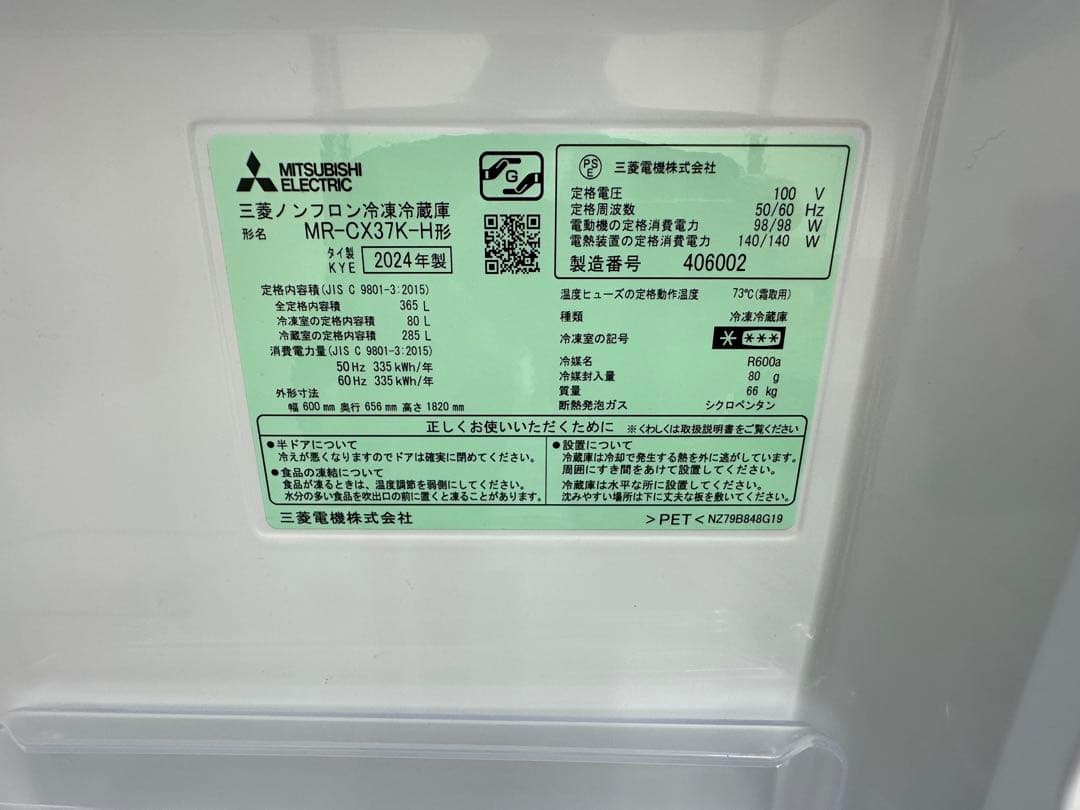 MITSUBISHI
ELECTRIC
三菱ノンフロン冷凍冷蔵庫
形名 MR-CX37K-H形
タイ製
KYE 2024年製
定格内容積(JIS C 9801-3:2015)
全定格内容積 365 L
冷凍室の定格内容積 80 L
冷蔵室の定格内容積 285 L
消費電力量(JIS C 9801-3:2015)
50Hz 335kWh/年
60Hz 335kWh/年
外形寸法
幅 600mm 奥行 656mm 高さ 1820mm
G
PSE 三菱電機株式会社
定格電圧 100 V
定格周波数 50/60 Hz
電動機の定格消費電力 98/98 W
電熱装置の定格消費電力 140/140 W
製造番号 406002
温度ヒューズの定格動作温度 73℃(霜取用)
種類 冷凍冷蔵庫
冷凍室の記号 ****
冷媒名 R600a
冷媒封入量 80 g
質量 66 kg
断熱発泡ガス シクロペンタン
正しくお使いいただくために ※くわしくは取扱説明書をご覧ください
●半ドアについて
冷えが悪くなりますのでドアは確実に閉めてください。
●食品の凍結について
食品が凍るときは、温度調節を弱側にしてください。
水分の多い食品を吹出口の前に置くと凍ることがあります。
●設置について
冷蔵庫は冷却で発生する熱を外に逃がしています。
周囲にすき間をあけて設置してください。
冷蔵庫は水平な所に設置してください。
沈みやすい場所は下に丈夫な板を敷いてください。
三菱電機株式会社 >PET< NZ79B848G19